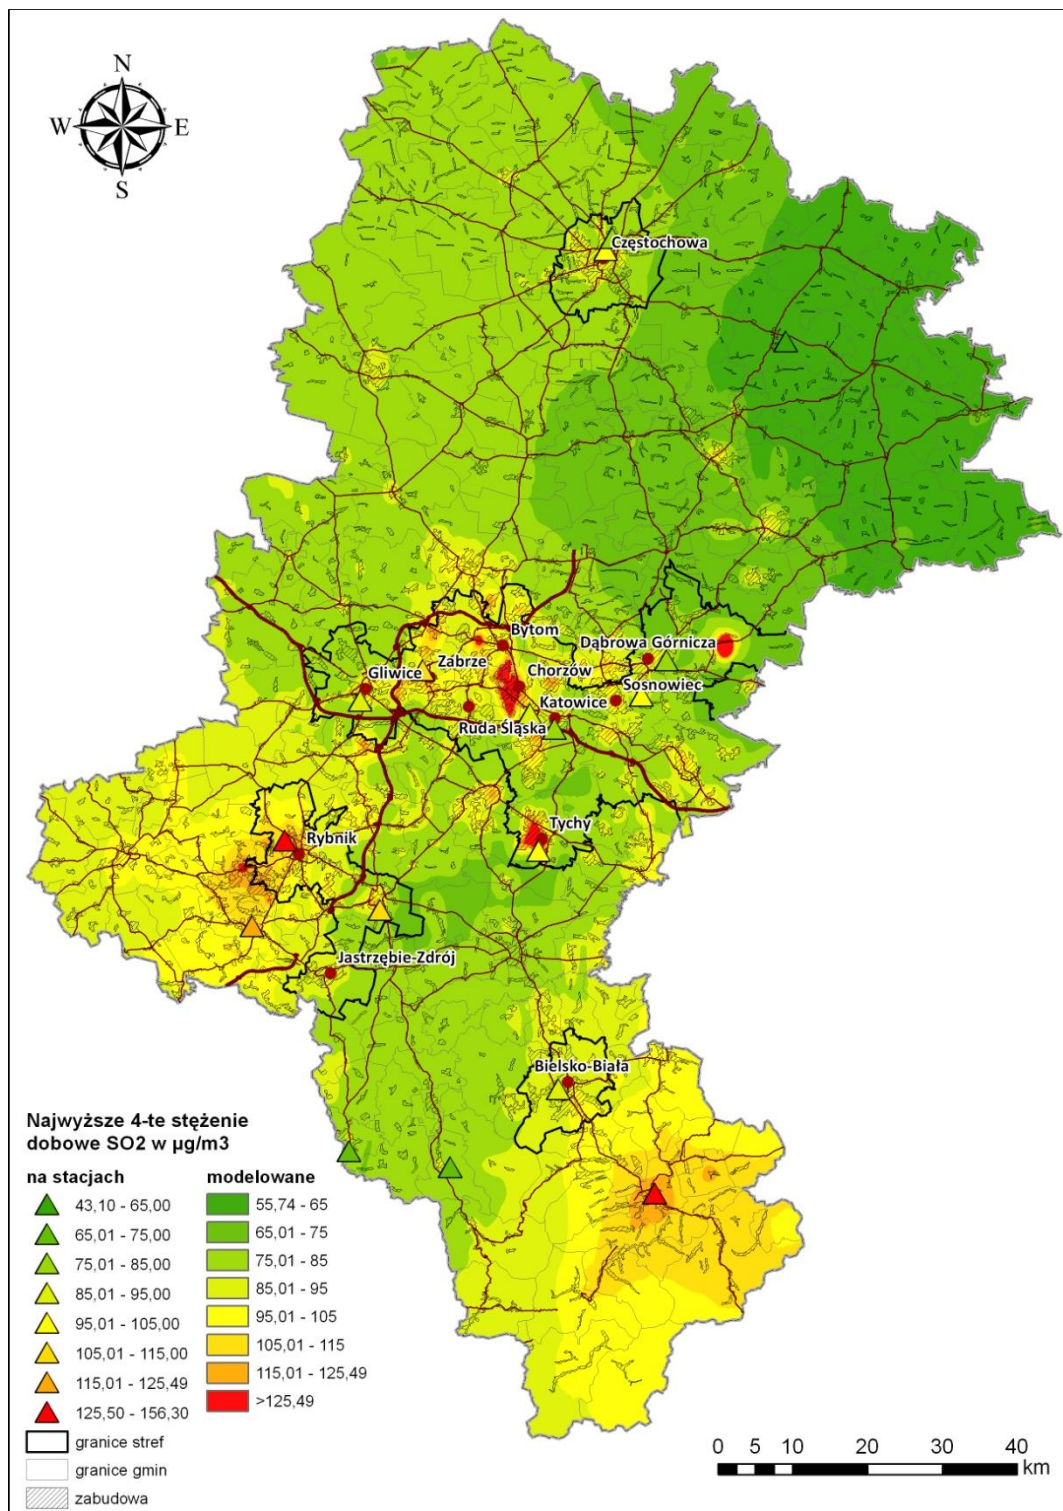 N
W E
S
Częstochowa
Bytom
Dąbrowa Górnicza
Zabrze
Chorzów
Gliwice
Sosnowiec
Katowice
Ruda Śląska
Tychy
Rybnik
Jastrzębie-Zdrój
Bielsko-Biała
Najwyższe 4-te stężenie
dobowe SO2 w µg/m3
na stacjach modelowane
43,10 - 65,00 55,74 - 65
65,01 - 75,00 65,01 - 75
75,01 - 85,00 75,01 - 85
85,01 - 95,00 85,01 - 95
95,01 - 105,00 95,01 - 105
105,01 - 115,00 105,01 - 115
115,01 - 125,49 115,01 - 125,49
125,50 - 156,30 >125,49
granice stref
granice gmin
zabudowa
0 5 10 20 30 40
km